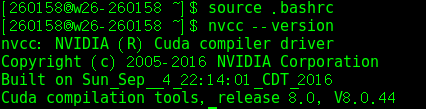 [260158@w26-260158 ~]$ source .bashrc
[260158@w26-260158 ~]$ nvcc --version
nvcc: NVIDIA (R) Cuda compiler driver
Copyright (c) 2005-2016 NVIDIA Corporation
Built on Sun_Sep__4_22:14:01_CDT_2016
Cuda compilation tools, release 8.0, V8.0.44